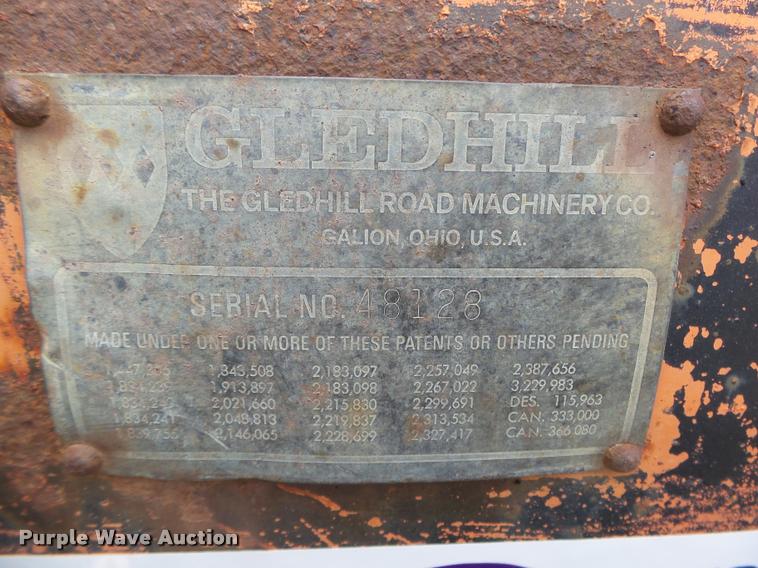 GLEDHILL
THE GLEDHILL ROAD MACHINERY CO.
GALION, OHIO, U.S.A.
SERIAL NO. 48128
MADE UNDER ONE OR MORE OF THESE PATENTS OR OTHERS PENDING
1,843,508 2,183,097 2,257,049 2,387,656
1,913,897 2,183,098 2,267,022 3,229,983
2,021,660 2,215,830 2,299,691 DES. 115,963
1,834,241 2,048,813 2,219,837 2,313,534 CAN. 333,000
2,146,065 2,228,699 2,327,417 CAN. 366,080
Purple Wave Auction